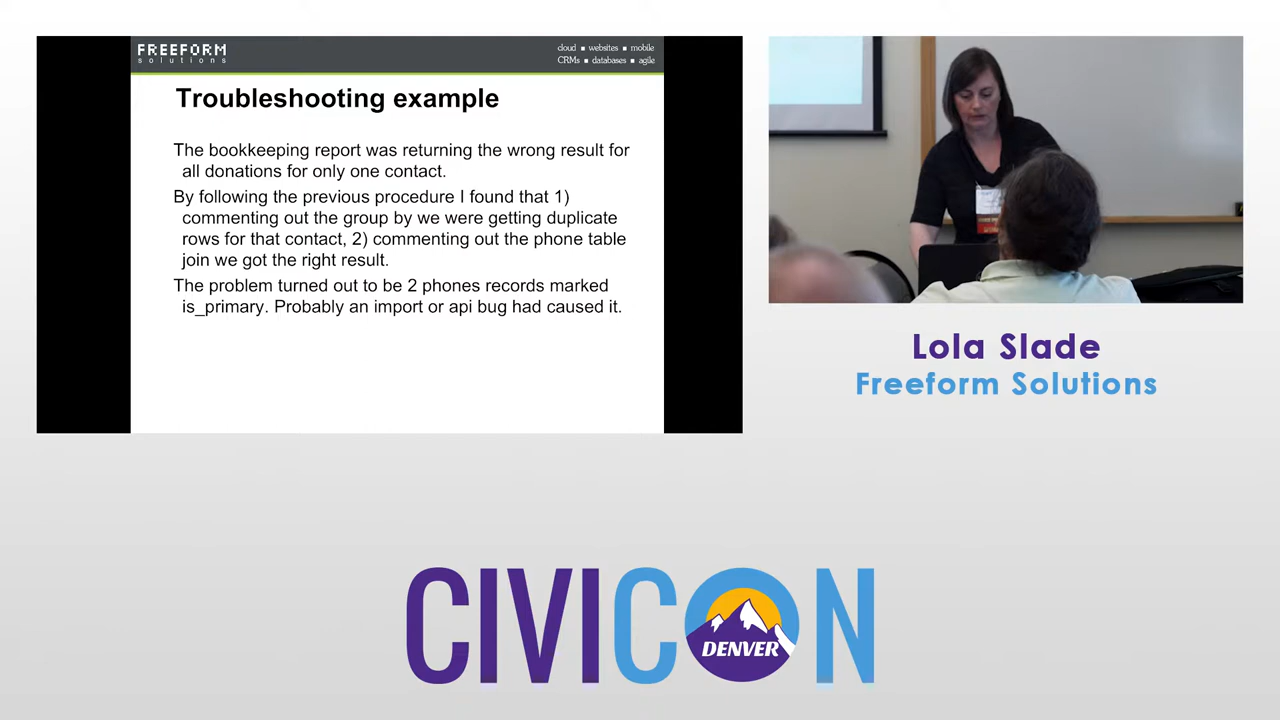 FREEFORM
solutions
cloud ■ websites ■ mobile
CRMs ■ databases ■ agile
Troubleshooting example
The bookkeeping report was returning the wrong result for
all donations for only one contact.
By following the previous procedure I found that 1)
commenting out the group by we were getting duplicate
rows for that contact, 2) commenting out the phone table
join we got the right result.
The problem turned out to be 2 phones records marked
is_primary. Probably an import or api bug had caused it.
Lola Slade
Freeform Solutions
CIVICON
DENVER